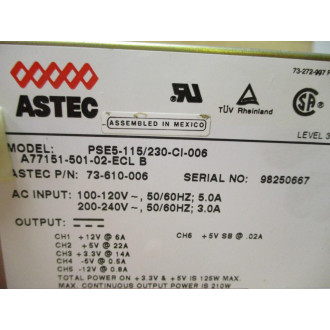 73-272-997 R
ASTEC
TÜV Rheinland
ASSEMBLED IN MEXICO
LEVEL 3
MODEL: PSE5-115/230-CI-006
A77151-501-02-ECL B
ASTEC P/N: 73-610-006 SERIAL NO: 98250667
AC INPUT: 100-120V~, 50/60HZ; 5.0A
200-240V~, 50/60HZ; 3.0A
OUTPUT:
CH1 +12V @ 6A CH6 +5V SB @ .02A
CH2 +5V @ 22A
CH3 +3.3V @ 14A
CH4 -5V @ 0.5A
CH5 -12V @ 0.8A
TOTAL POWER ON +3.3V & +5V IS 125W MAX.
MAX. CONTINUOUS OUTPUT POWER IS 210W